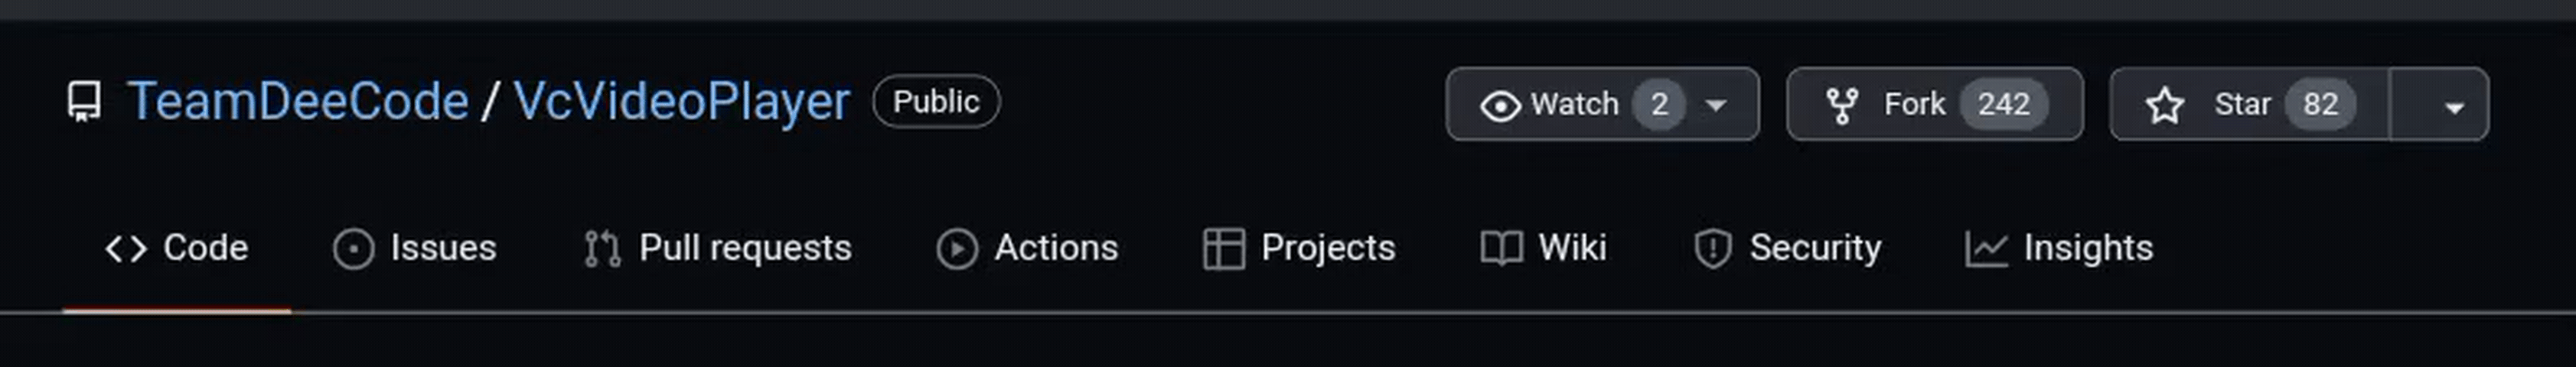 TeamDeeCode / VcVideoPlayer Public Watch 2 Fork 242 Star 82
Code Issues Pull requests Actions Projects Wiki Security Insights